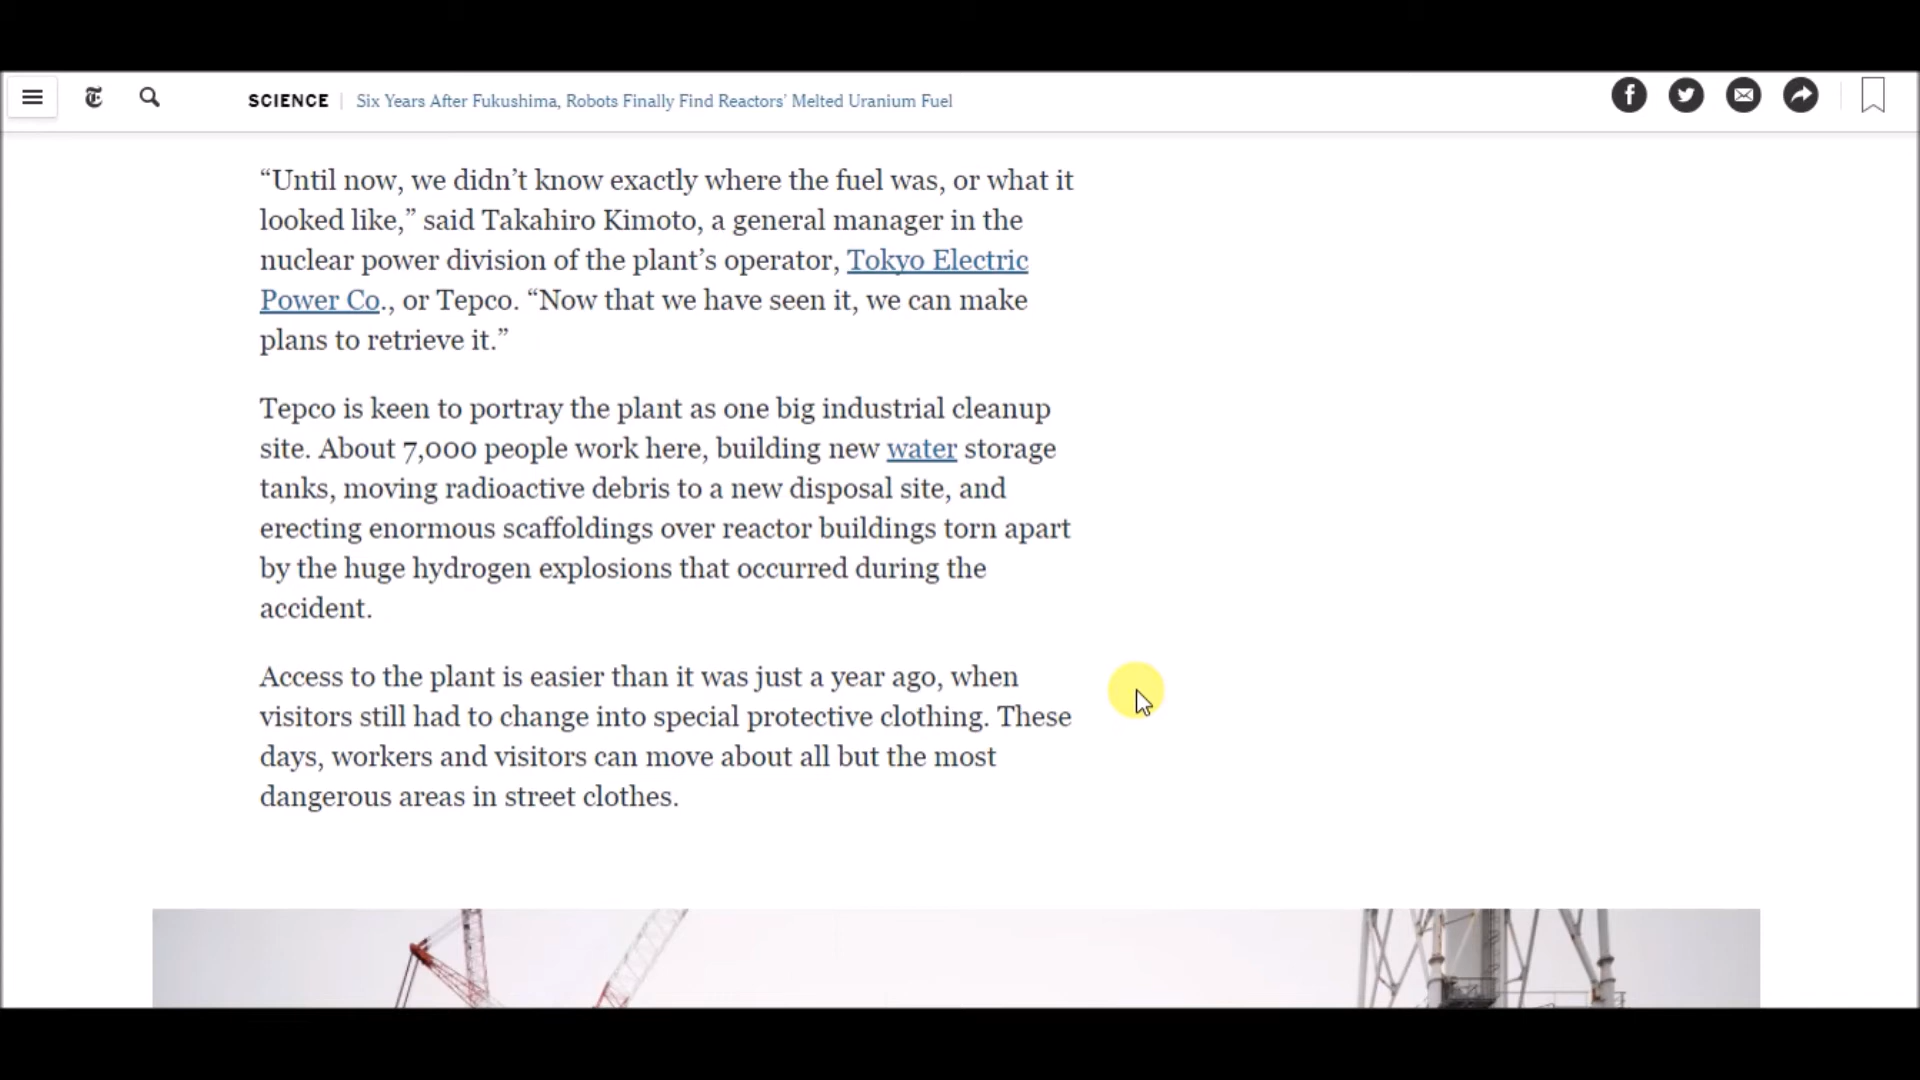 SCIENCE | Six Years After Fukushima, Robots Finally Find Reactors' Melted Uranium Fuel
“Until now, we didn’t know exactly where the fuel was, or what it
looked like,” said Takahiro Kimoto, a general manager in the
nuclear power division of the plant’s operator, Tokyo Electric
Power Co., or Tepco. “Now that we have seen it, we can make
plans to retrieve it.”
Tepco is keen to portray the plant as one big industrial cleanup
site. About 7,000 people work here, building new water storage
tanks, moving radioactive debris to a new disposal site, and
erecting enormous scaffoldings over reactor buildings torn apart
by the huge hydrogen explosions that occurred during the
accident.
Access to the plant is easier than it was just a year ago, when
visitors still had to change into special protective clothing. These
days, workers and visitors can move about all but the most
dangerous areas in street clothes.